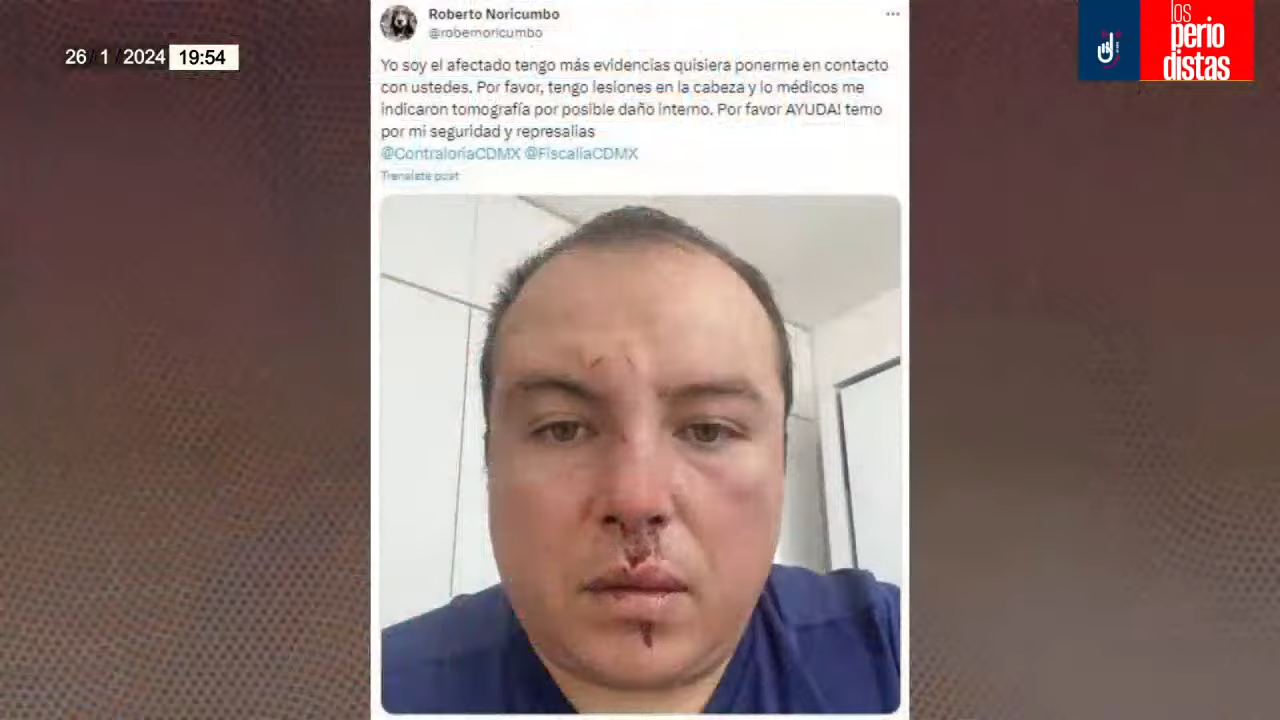 26 / 1 / 2024 19:54
los
perio
distas
Roberto Noricumbo
@robernoricumbo
Yo soy el afectado tengo más evidencias quisiera ponerme en contacto
con ustedes. Por favor, tengo lesiones en la cabeza y lo médicos me
indicaron tomografía por posible daño interno. Por favor AYUDA! temo
por mi seguridad y represalias
@ContraloriaCDMX @FiscaliaCDMX
Translate post